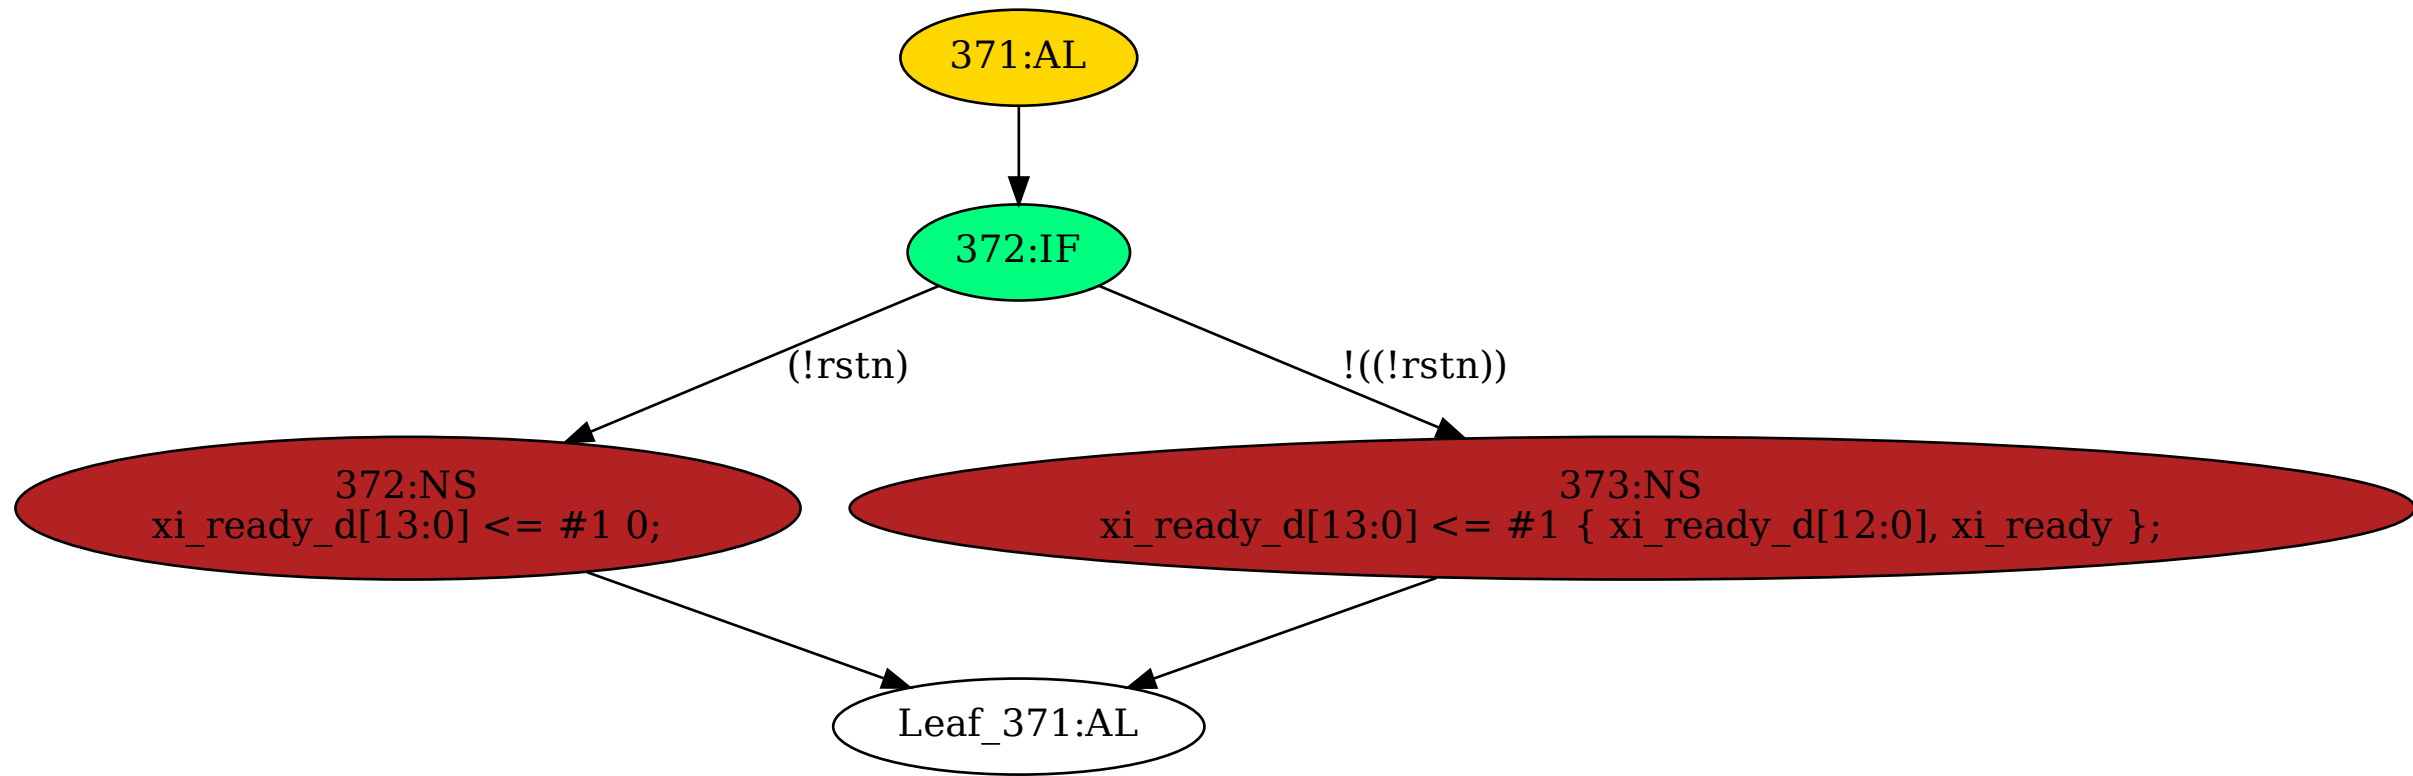 371:AL
372:IF
(!rstn)
!((!rstn))
372:NS
xi_ready_d[13:0] <= #1 0;
373:NS
xi_ready_d[13:0] <= #1 { xi_ready_d[12:0], xi_ready };
Leaf_371:AL